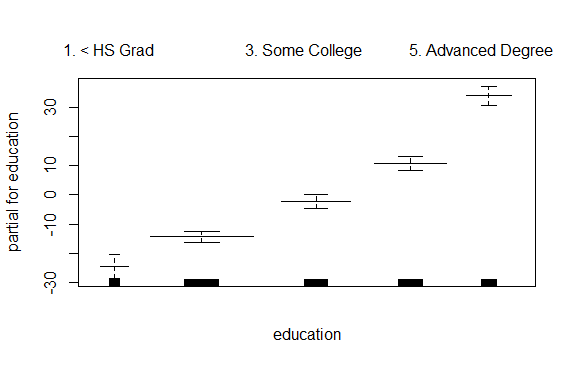 1. < HS Grad 3. Some College 5. Advanced Degree
partial for education
30
10
0
-10
-30
education